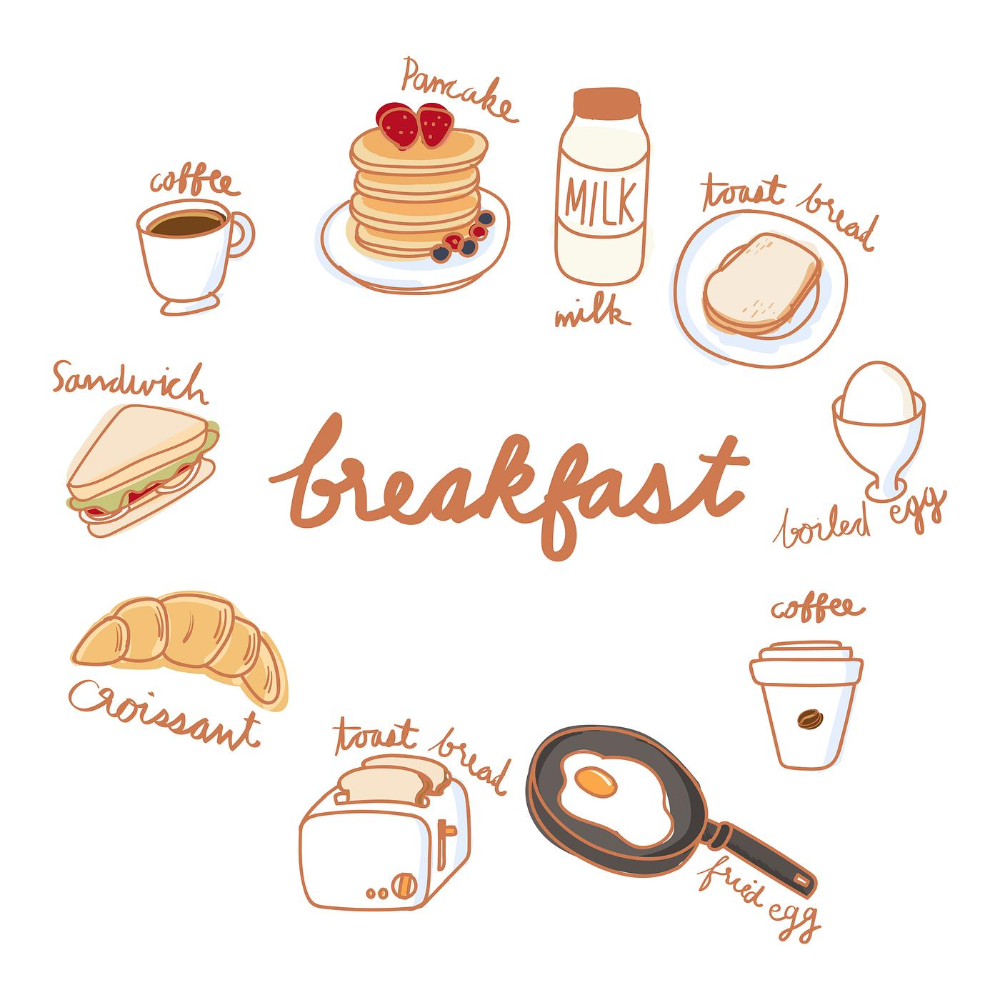 Pancake
coffee
MILK
toast bread
milk
Sandwich
breakfast
boiled egg
coffee
Croissant
toast bread
fried egg